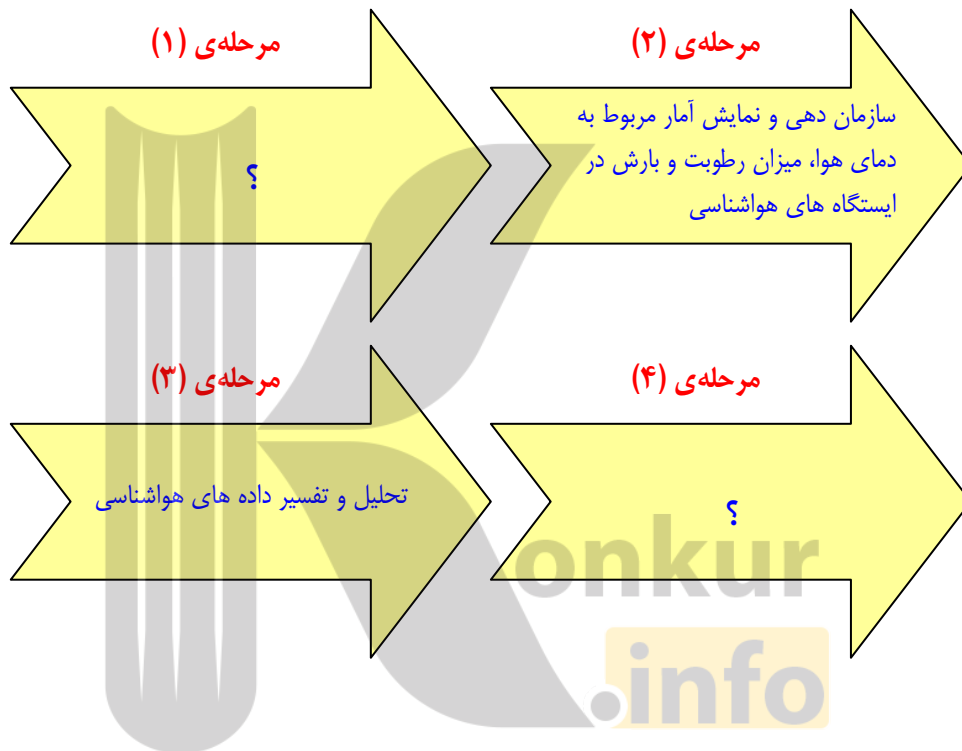 مرحله‌ی (۱)
؟
مرحله‌ی (۲)
سازمان دهی و نمایش آمار مربوط به
دمای هوا، میزان رطوبت و بارش در
ایستگاه های هواشناسی
مرحله‌ی (۳)
تحلیل و تفسیر داده های هواشناسی
مرحله‌ی (۴)
؟
onkur
.info